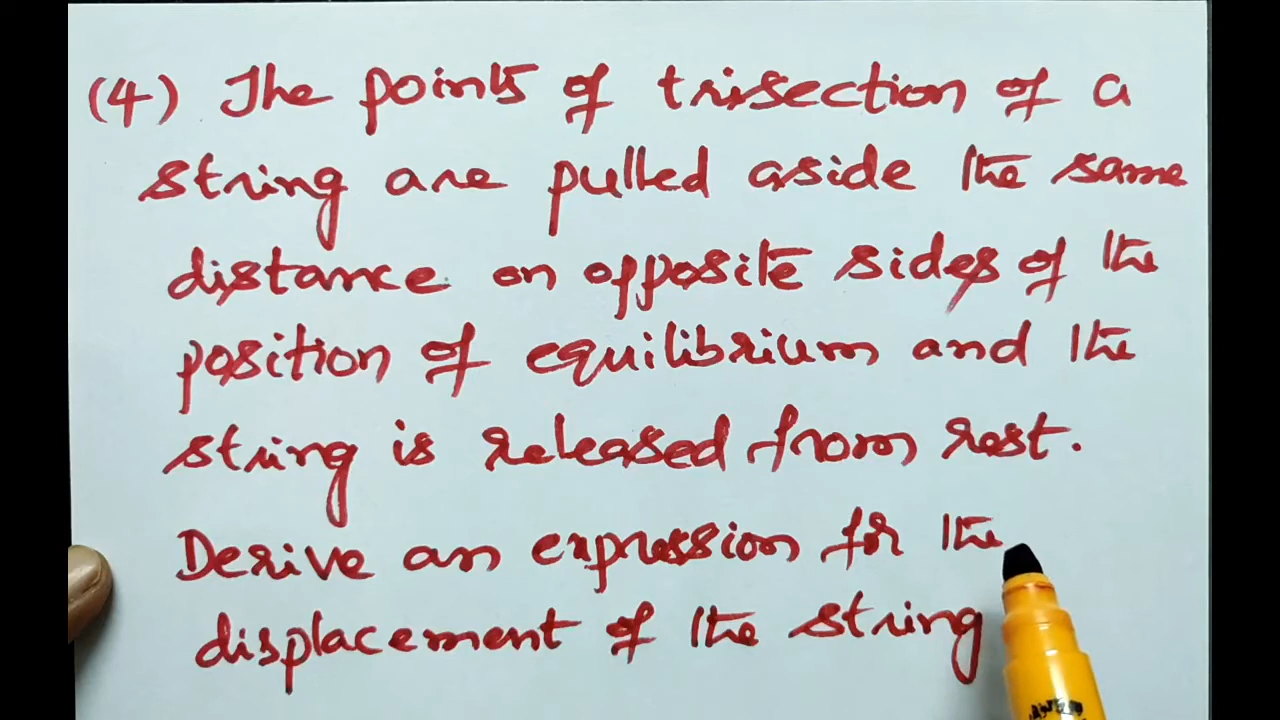 (4) The points of trisection of a
string are pulled aside the same
distance on opposite sides of the
position of equilibrium and the
string is released from rest.
Derive an expression for the
displacement of the string